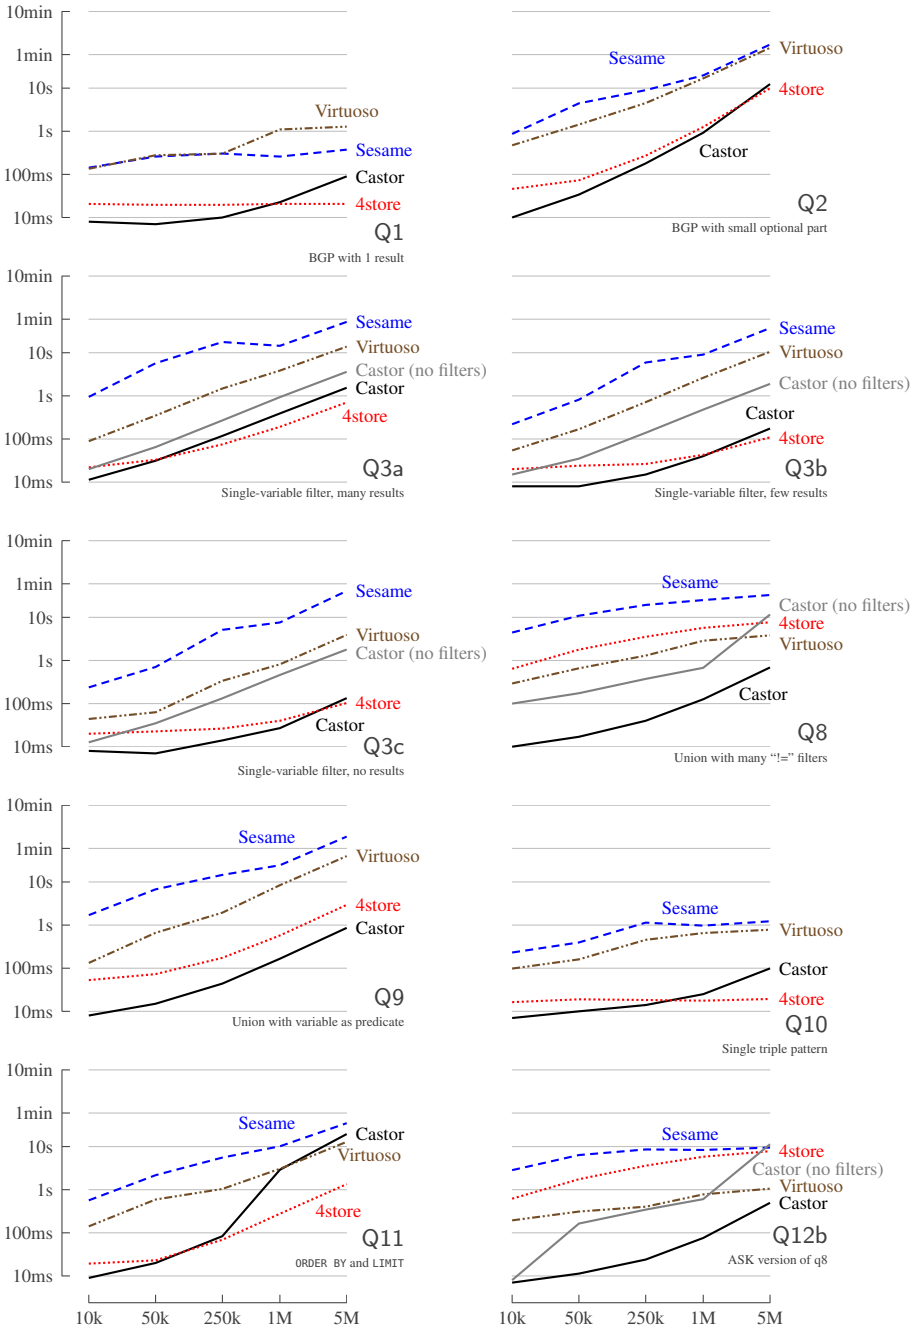 10min
1min
10s
1s
100ms
10ms
Virtuoso
Sesame
Castor
4store
Q1
BGP with 1 result
Sesame
Virtuoso
4store
Castor
Q2
BGP with small optional part
10min
1min
10s
1s
100ms
10ms
Sesame
Virtuoso
Castor (no filters)
Castor
4store
Q3a
Single-variable filter, many results
Sesame
Virtuoso
Castor (no filters)
Castor
4store
Q3b
Single-variable filter, few results
10min
1min
10s
1s
100ms
10ms
Sesame
Virtuoso
Castor (no filters)
4store
Castor
Q3c
Single-variable filter, no results
Sesame
Castor (no filters)
4store
Virtuoso
Castor
Q8
Union with many “!=” filters
10min
1min
10s
1s
100ms
10ms
Sesame
Virtuoso
4store
Castor
Q9
Union with variable as predicate
Sesame
Virtuoso
Castor
4store
Q10
Single triple pattern
10min
1min
10s
1s
100ms
10ms
Sesame
Castor
Virtuoso
4store
Q11
ORDER BY and LIMIT
10k 50k 250k 1M 5M
Sesame
4store
Castor (no filters)
Virtuoso
Castor
Q12b
ASK version of q8
10k 50k 250k 1M 5M